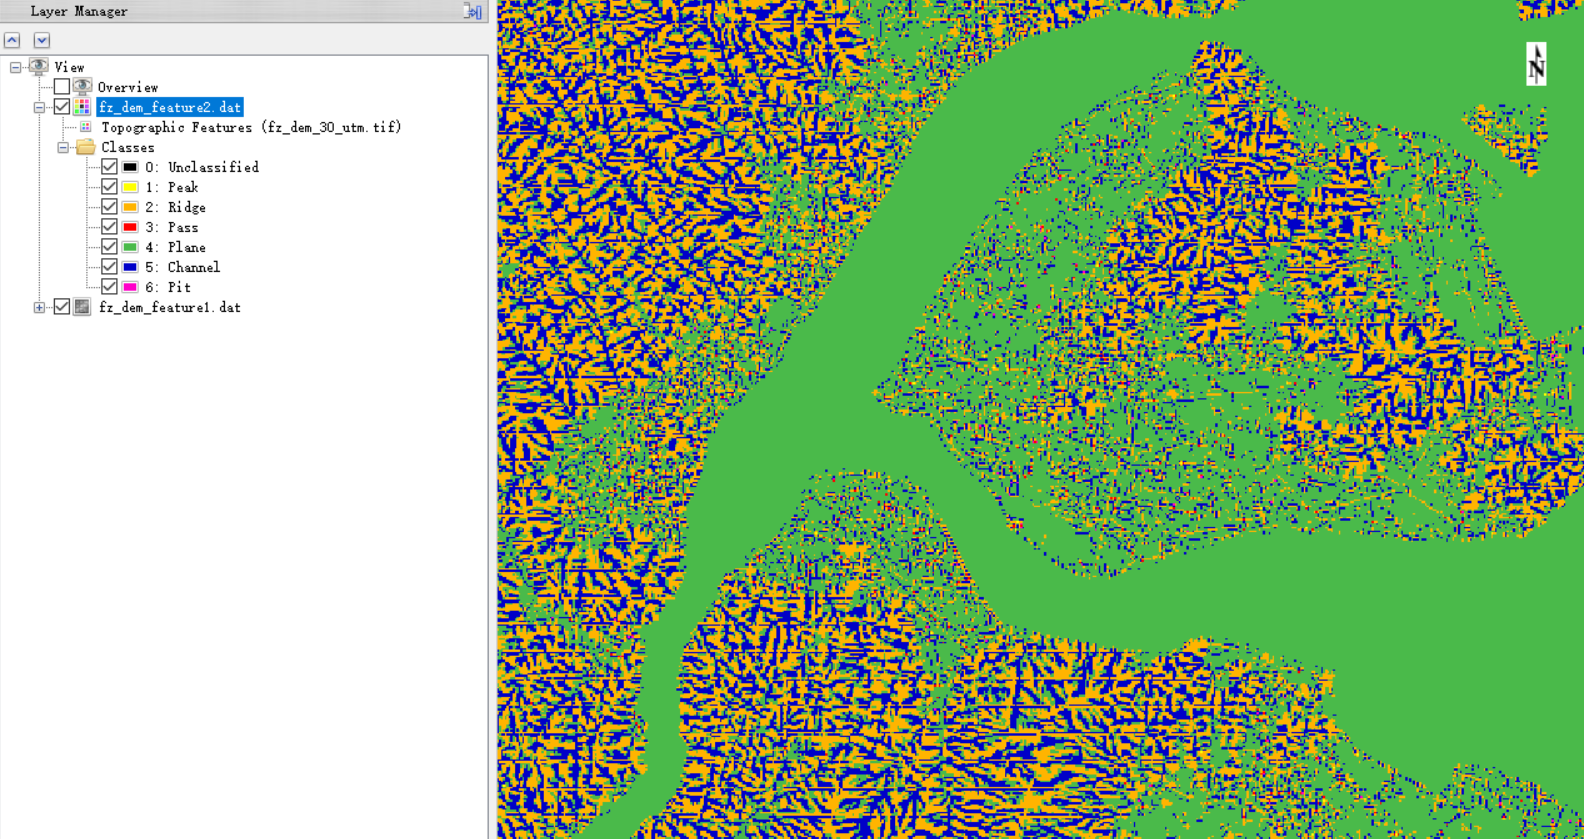 Layer Manager
View
Overview
fz_dem_feature2.dat
Topographic Features (fz_dem_30_utm.tif)
Classes
0: Unclassified
1: Peak
2: Ridge
3: Pass
4: Plane
5: Channel
6: Pit
fz_dem_feature1.dat
N